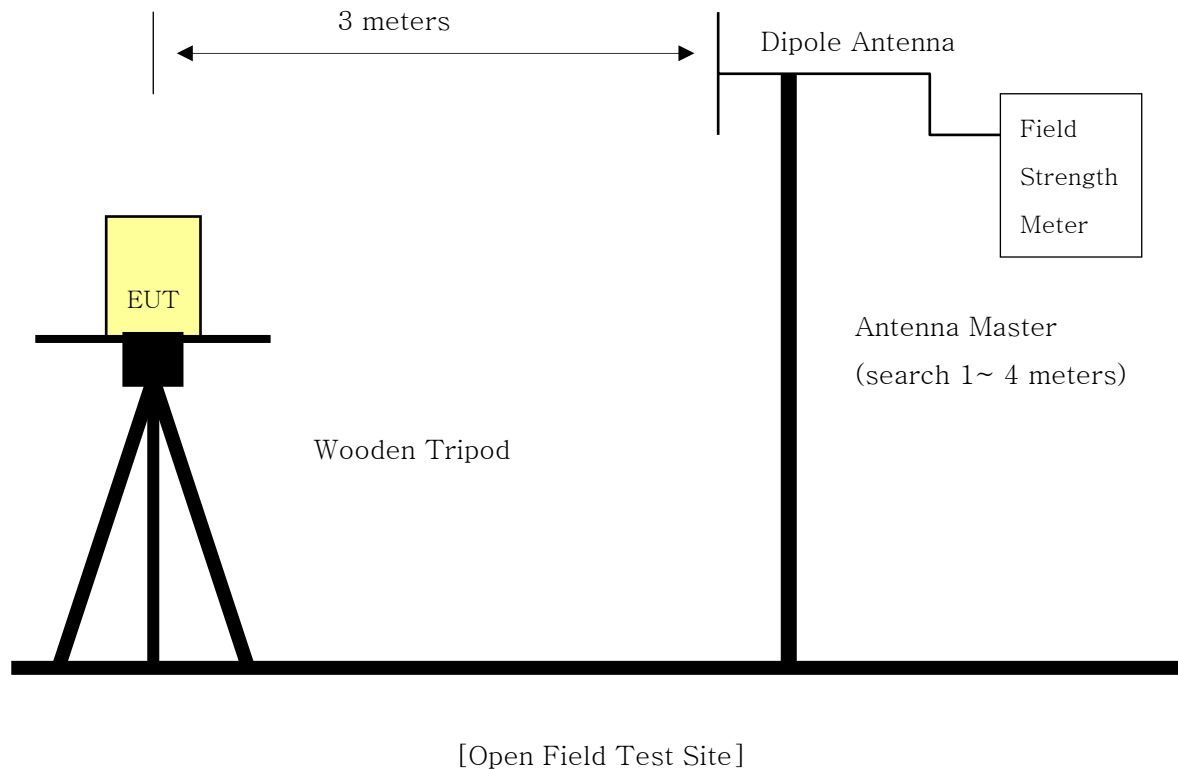 3 meters
Dipole Antenna
Field
Strength
Meter
EUT
Antenna Master
(search 1~ 4 meters)
Wooden Tripod
[Open Field Test Site]